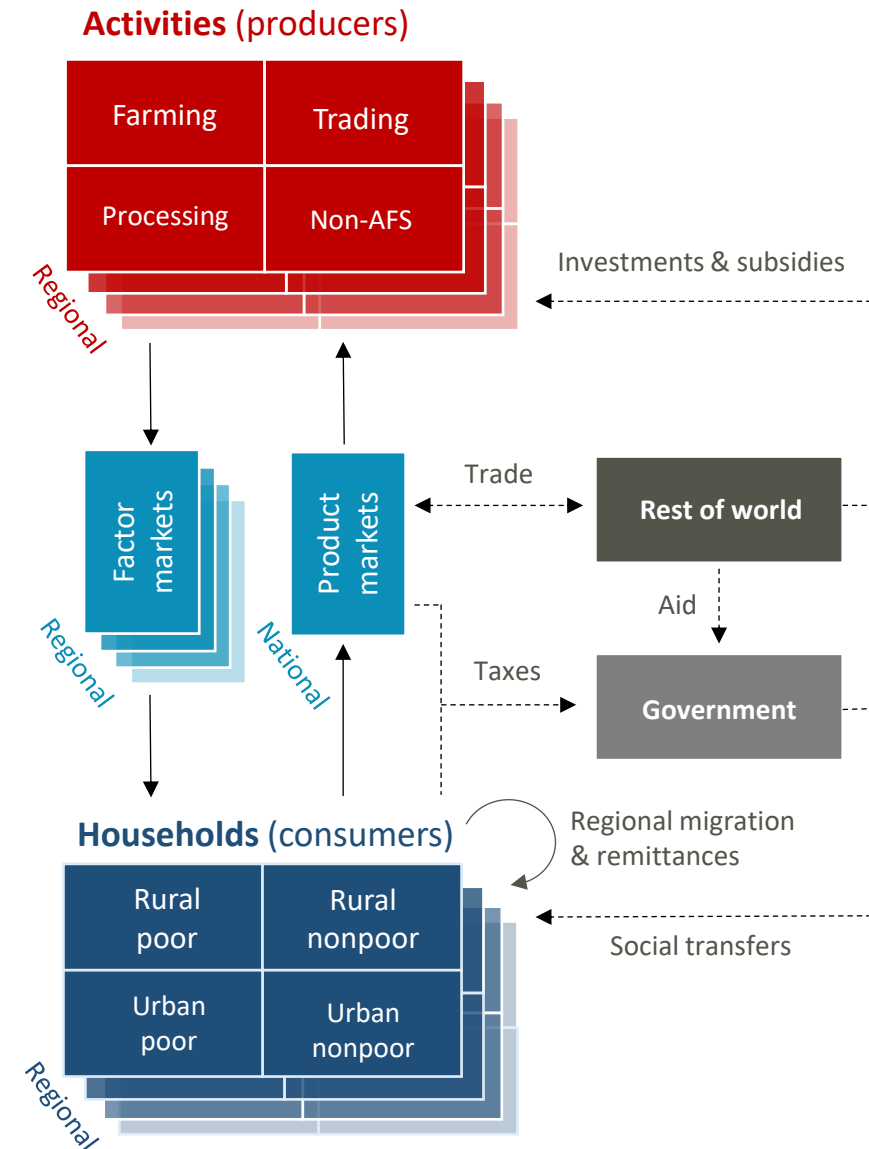 Activities (producers)
Farming
Trading
Processing
Non-AFS
Regional
Investments & subsidies
Factor
markets
Regional
Product
markets
National
Trade
Rest of world
Aid
Taxes
Government
Households (consumers)
Regional migration
& remittances
Rural
poor
Rural
nonpoor
Urban
poor
Urban
nonpoor
Regional
Social transfers